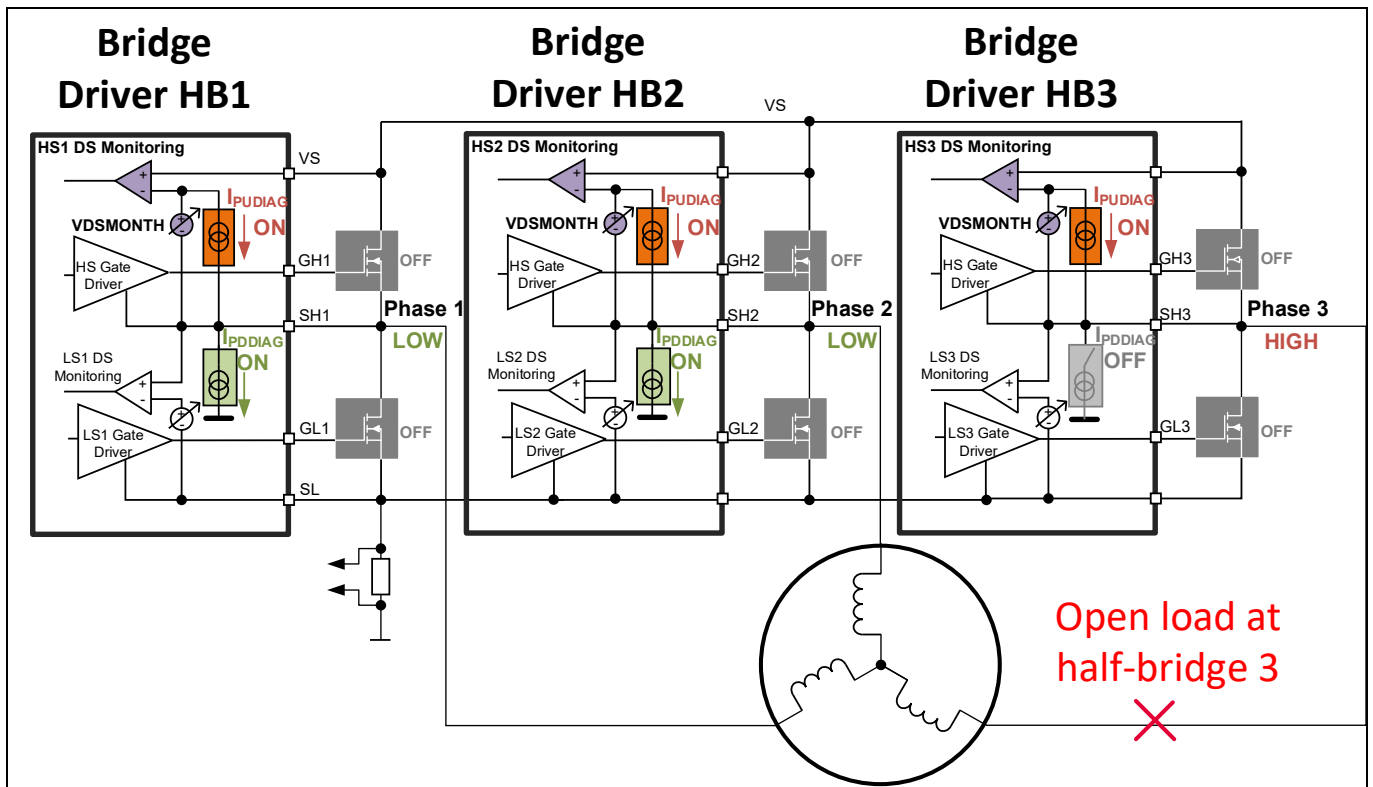 Bridge
Driver HB1
Bridge
Driver HB2
Bridge
Driver HB3
VS
HS1 DS Monitoring
VS
IPUDIAG
ON
VDSMONTH
HS Gate
Driver
GH1
OFF
SH1
Phase 1
LOW
IPDDIAG
ON
LS1 DS
Monitoring
LS1 Gate
Driver
GL1
OFF
SL
HS2 DS Monitoring
IPUDIAG
ON
VDSMONTH
HS Gate
Driver
GH2
OFF
SH2
Phase 2
LOW
IPDDIAG
ON
LS2 DS
Monitoring
LS2 Gate
Driver
GL2
OFF
HS3 DS Monitoring
IPUDIAG
ON
VDSMONTH
HS Gate
Driver
GH3
OFF
SH3
Phase 3
HIGH
IPDDIAG
OFF
LS3 DS
Monitoring
LS3 Gate
Driver
GL3
OFF
Open load at
half-bridge 3